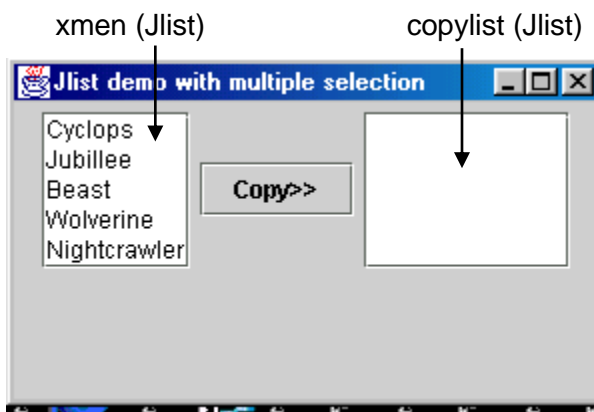 xmen (Jlist)
copylist (Jlist)
Jlist demo with multiple selection
Cyclops
Jubillee
Beast
Wolverine
Nightcrawler
Copy>>